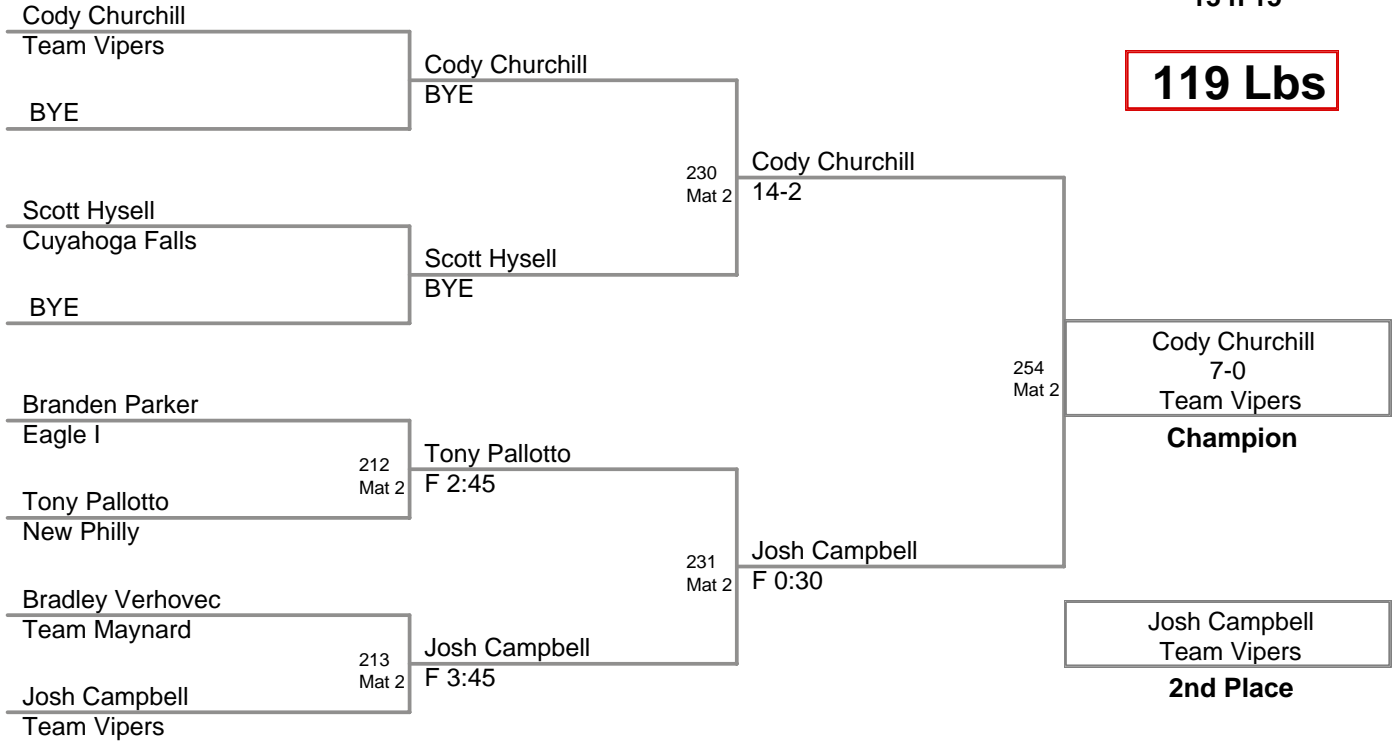 119 Lbs
Cody Churchill
Team Vipers
BYE
Scott Hysell
Cuyahoga Falls
BYE
Branden Parker
Eagle I
212
Mat 2
Tony Pallotto
New Philly
Bradley Verhovec
Team Maynard
213
Mat 2
Josh Campbell
Team Vipers
Cody Churchill
BYE
230
Mat 2
Scott Hysell
BYE
Tony Pallotto
F 2:45
231
Mat 2
Josh Campbell
F 3:45
Cody Churchill
14-2
254
Mat 2
Josh Campbell
F 0:30
Cody Churchill
7-0
Team Vipers
Champion
Josh Campbell
Team Vipers
2nd Place